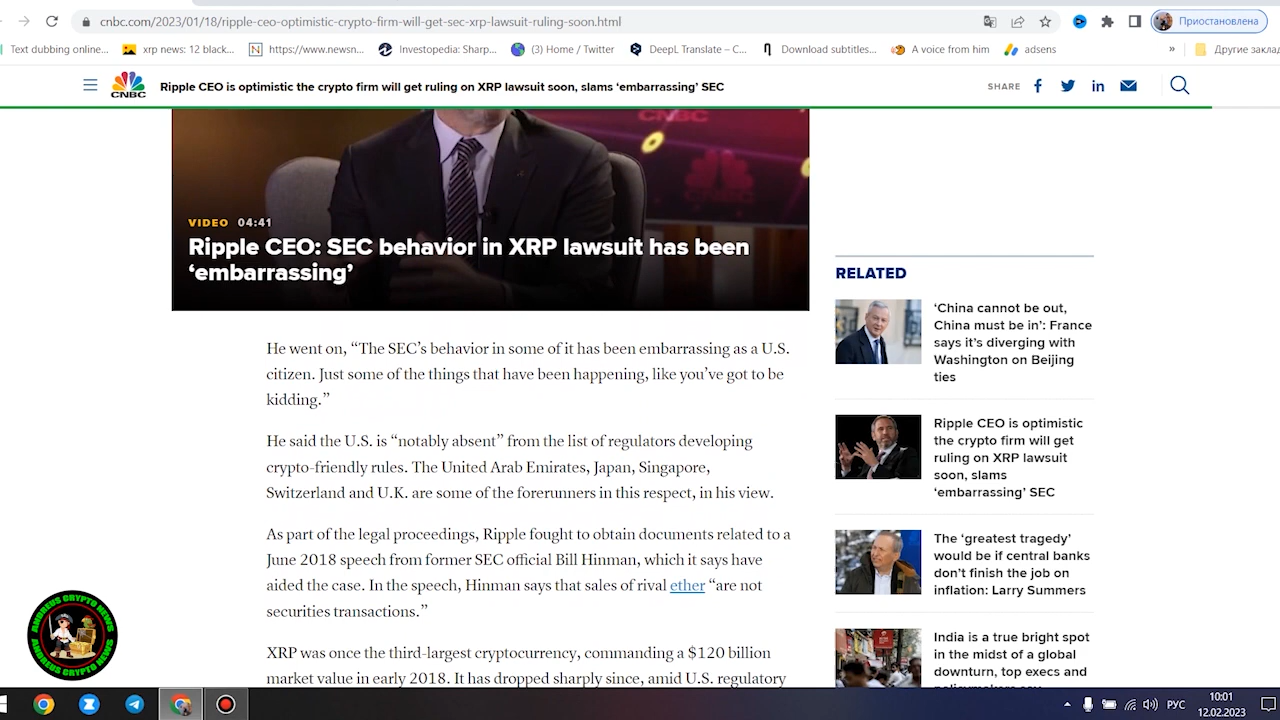 cnbc.com/2023/01/18/ripple-ceo-optimistic-crypto-firm-will-get-sec-xrp-lawsuit-ruling-soon.html
Приостановлена
Text dubbing online...
xrp news: 12 black...
https://www.newsn...
Investopedia: Sharp...
(3) Home / Twitter
DeepL Translate – C...
Download subtitles...
A voice from him
adsens
»
Другие закла
CNBC
Ripple CEO is optimistic the crypto firm will get ruling on XRP lawsuit soon, slams ‘embarrassing’ SEC
SHARE
CNBC
VIDEO 04:41
Ripple CEO: SEC behavior in XRP lawsuit has been
‘embarrassing’
He went on, “The SEC’s behavior in some of it has been embarrassing as a U.S.
citizen. Just some of the things that have been happening, like you’ve got to be
kidding.”
He said the U.S. is “notably absent” from the list of regulators developing
crypto-friendly rules. The United Arab Emirates, Japan, Singapore,
Switzerland and U.K. are some of the forerunners in this respect, in his view.
As part of the legal proceedings, Ripple fought to obtain documents related to a
June 2018 speech from former SEC official Bill Hinman, which it says have
aided the case. In the speech, Hinman says that sales of rival ether “are not
securities transactions.”
XRP was once the third-largest cryptocurrency, commanding a $120 billion
market value in early 2018. It has dropped sharply since, amid U.S. regulatory
RELATED
‘China cannot be out,
China must be in’: France
says it’s diverging with
Washington on Beijing
ties
Ripple CEO is optimistic
the crypto firm will get
ruling on XRP lawsuit
soon, slams
‘embarrassing’ SEC
The ‘greatest tragedy’
would be if central banks
don’t finish the job on
inflation: Larry Summers
India is a true bright spot
in the midst of a global
downturn, top execs and
policymakers say
ANDREUS CRYPTO NEWS
ANDREUS CRYPTO NEWS
РУС
10:01
12.02.2023